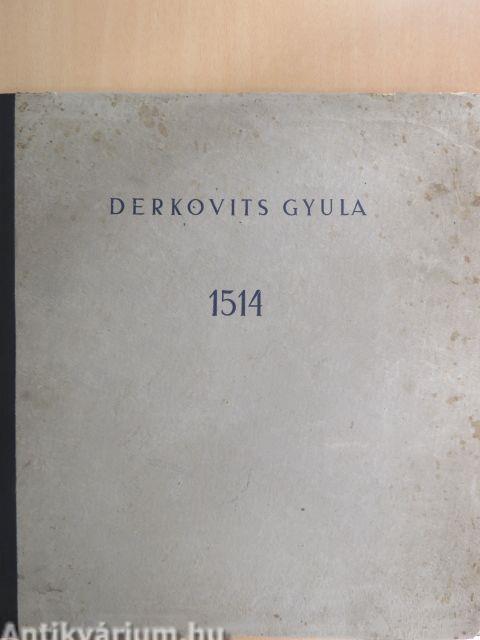 DERKOVITS GYULA
1514
Antikvárium.hu